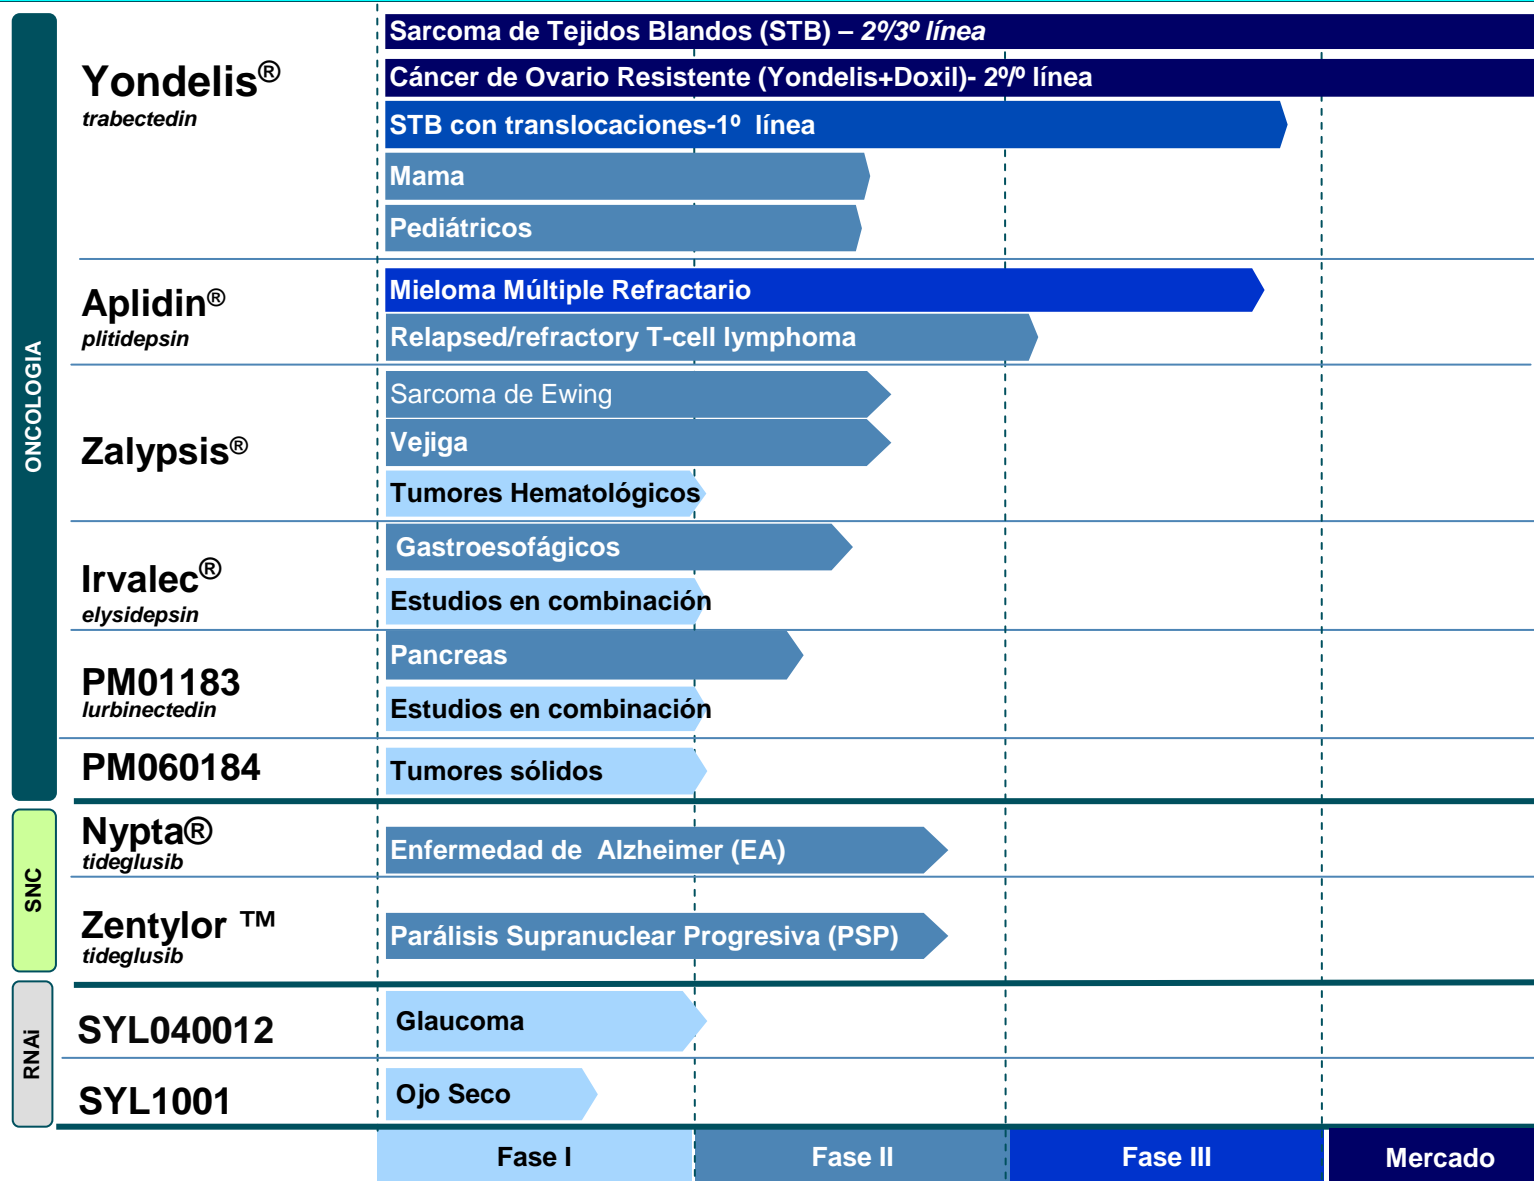 ONCOLOGIA
Yondelis®
trabectedin
Sarcoma de Tejidos Blandos (STB) – 2º/3º línea
Cáncer de Ovario Resistente (Yondelis+Doxil)- 2º/º línea
STB con translocaciones-1º línea
Mama
Pediátricos
Aplidin®
plitidepsin
Mieloma Múltiple Refractario
Relapsed/refractory T-cell lymphoma
Zalypsis®
Sarcoma de Ewing
Vejiga
Tumores Hematológicos
Irvalec®
elysidepsin
Gastroesofágicos
Estudios en combinación
PM01183
lurbinectedin
Pancreas
Estudios en combinación
PM060184
Tumores sólidos
SNC
Nypta®
tideglusib
Enfermedad de Alzheimer (EA)
Zentylor ™
tideglusib
Parálisis Supranuclear Progresiva (PSP)
RNAi
SYL040012
Glaucoma
SYL1001
Ojo Seco
Fase I
Fase II
Fase III
Mercado